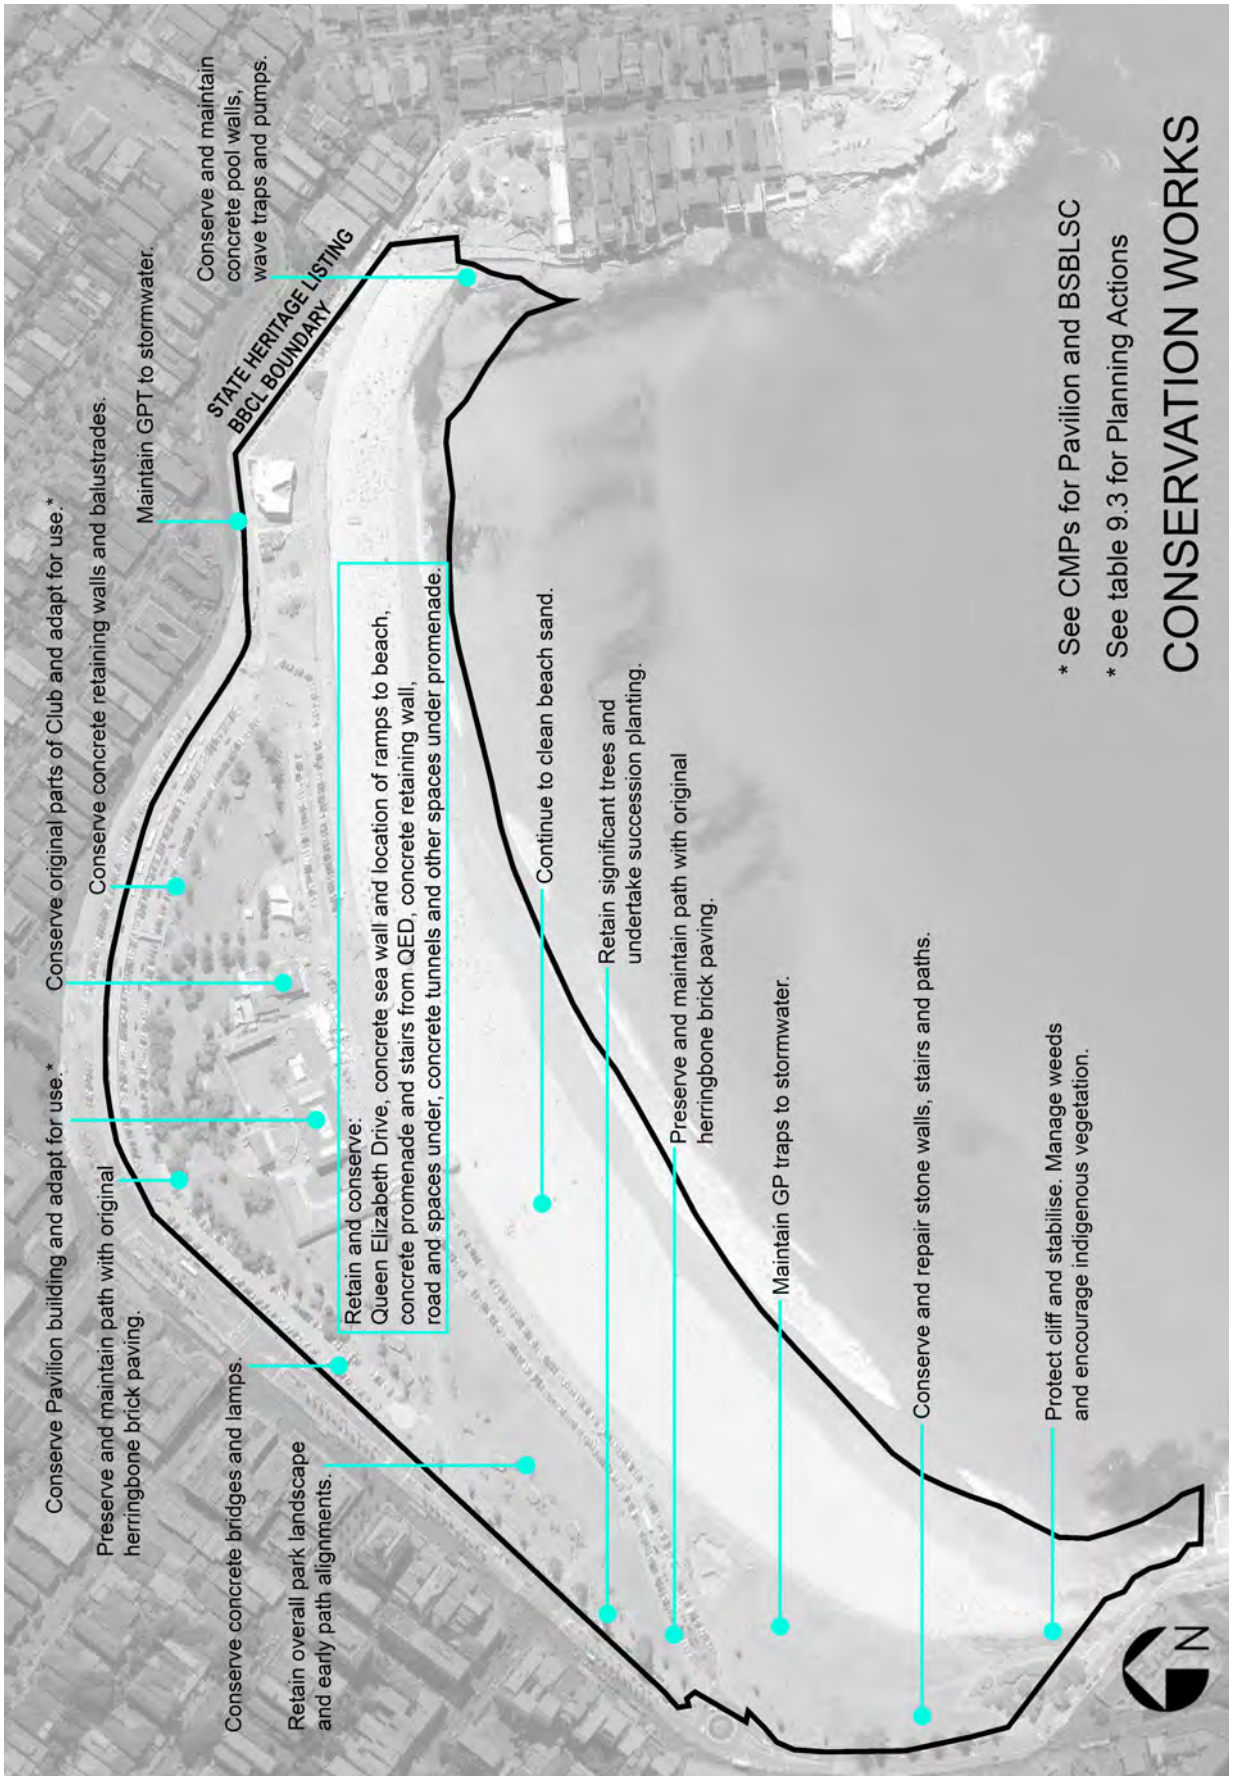 Conserve Pavilion building and adapt for use.*
Preserve and maintain path with original
herringbone brick paving.
Conserve concrete bridges and lamps.
Retain overall park landscape
and early path alignments.
Conserve original parts of Club and adapt for use.*
Conserve concrete retaining walls and balustrades.
Maintain GPT to stormwater.
Conserve and maintain
concrete pool walls,
wave traps and pumps.
STATE HERITAGE LISTING
BBCL BOUNDARY
Retain and conserve:
Queen Elizabeth Drive, concrete sea wall and location of ramps to beach,
concrete promenade and stairs from QED, concrete retaining wall,
road and spaces under, concrete tunnels and other spaces under promenade.
Continue to clean beach sand.
Retain significant trees and
undertake succession planting.
Preserve and maintain path with original
herringbone brick paving.
Maintain GP traps to stormwater.
Conserve and repair stone walls, stairs and paths.
Protect cliff and stabilise. Manage weeds
and encourage indigenous vegetation.
N
* See CMPs for Pavilion and BSBLSC
* See table 9.3 for Planning Actions
CONSERVATION WORKS